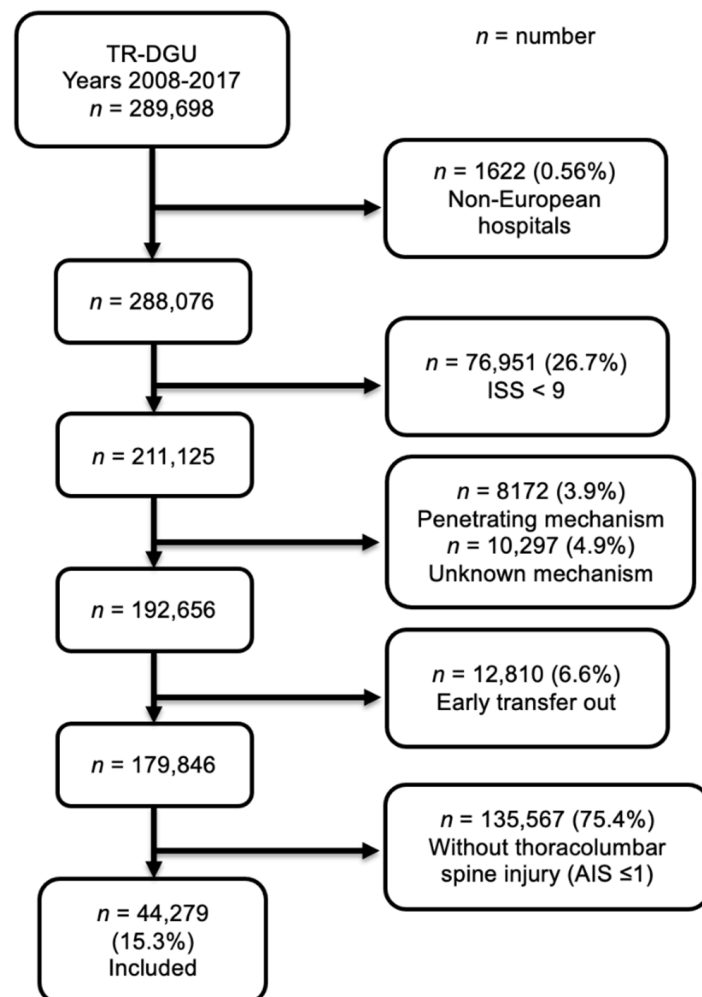 TR-DGU
Years 2008-2017
n = 289,698
n = number
n = 1622 (0.56%)
Non-European
hospitals
n = 288,076
n = 76,951 (26.7%)
ISS < 9
n = 211,125
n = 8172 (3.9%)
Penetrating mechanism
n = 10,297 (4.9%)
Unknown mechanism
n = 192,656
n = 12,810 (6.6%)
Early transfer out
n = 179,846
n = 135,567 (75.4%)
Without thoracolumbar
spine injury (AIS ≤1)
n = 44,279
(15.3%)
Included